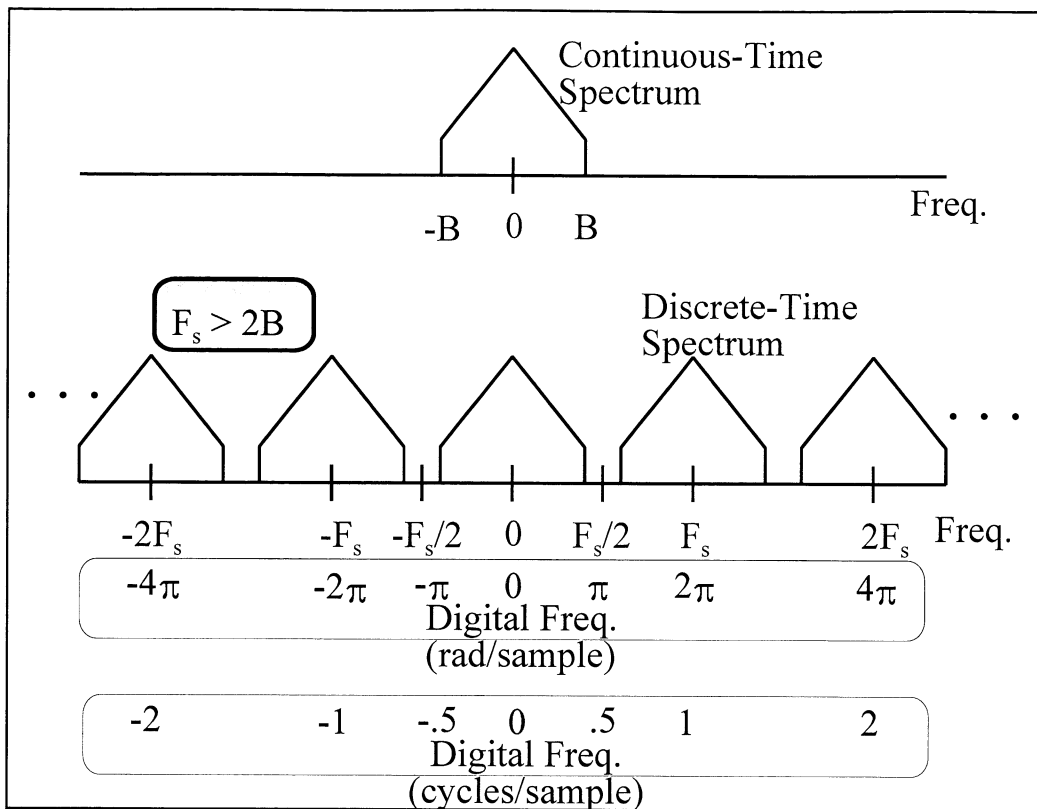 Continuous-Time
Spectrum
Freq.
-B 0 B
F_s > 2B
Discrete-Time
Spectrum
. . .
. . .
-2F_s -F_s -F_s/2 0 F_s/2 F_s 2F_s Freq.
-4π -2π -π 0 π 2π 4π
Digital Freq.
(rad/sample)
-2 -1 -.5 0 .5 1 2
Digital Freq.
(cycles/sample)